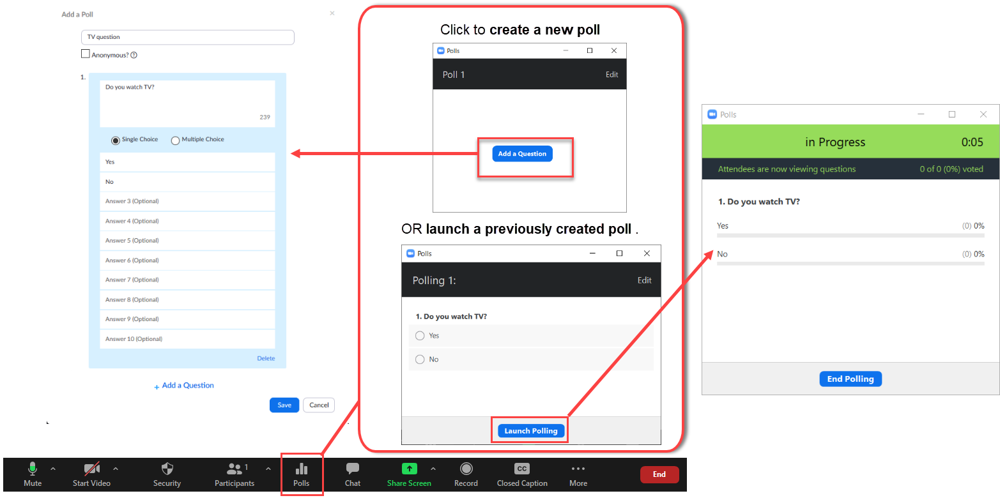 Add a Poll
×
TV question
Anonymous? ?
1.
Do you watch TV?
239
Single Choice Multiple Choice
Yes
No
Answer 3 (Optional)
Answer 4 (Optional)
Answer 5 (Optional)
Answer 6 (Optional)
Answer 7 (Optional)
Answer 8 (Optional)
Answer 9 (Optional)
Answer 10 (Optional)
Delete
+ Add a Question
Save Cancel
Click to create a new poll
Polls
Poll 1 Edit
Add a Question
OR launch a previously created poll .
Polls
Polling 1: Edit
1. Do you watch TV?
Yes
No
Launch Polling
Polls
in Progress 0:05
Attendees are now viewing questions 0 of 0 (0%) voted
1. Do you watch TV?
Yes (0) 0%
No (0) 0%
End Polling
1
CC
Mute Start Video Security Participants Polls Chat Share Screen Record Closed Caption More End